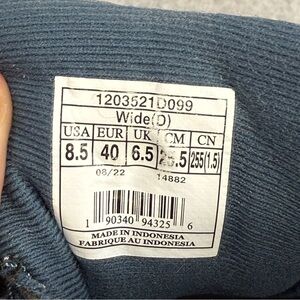 1203521D099
Wide(D)
USA EUR UK CM CN
8.5 40 6.5 25.5 255(1.5)
08/22 14882
1 90340 94325 6
MADE IN INDONESIA
FABRIQUE AU INDONESIA